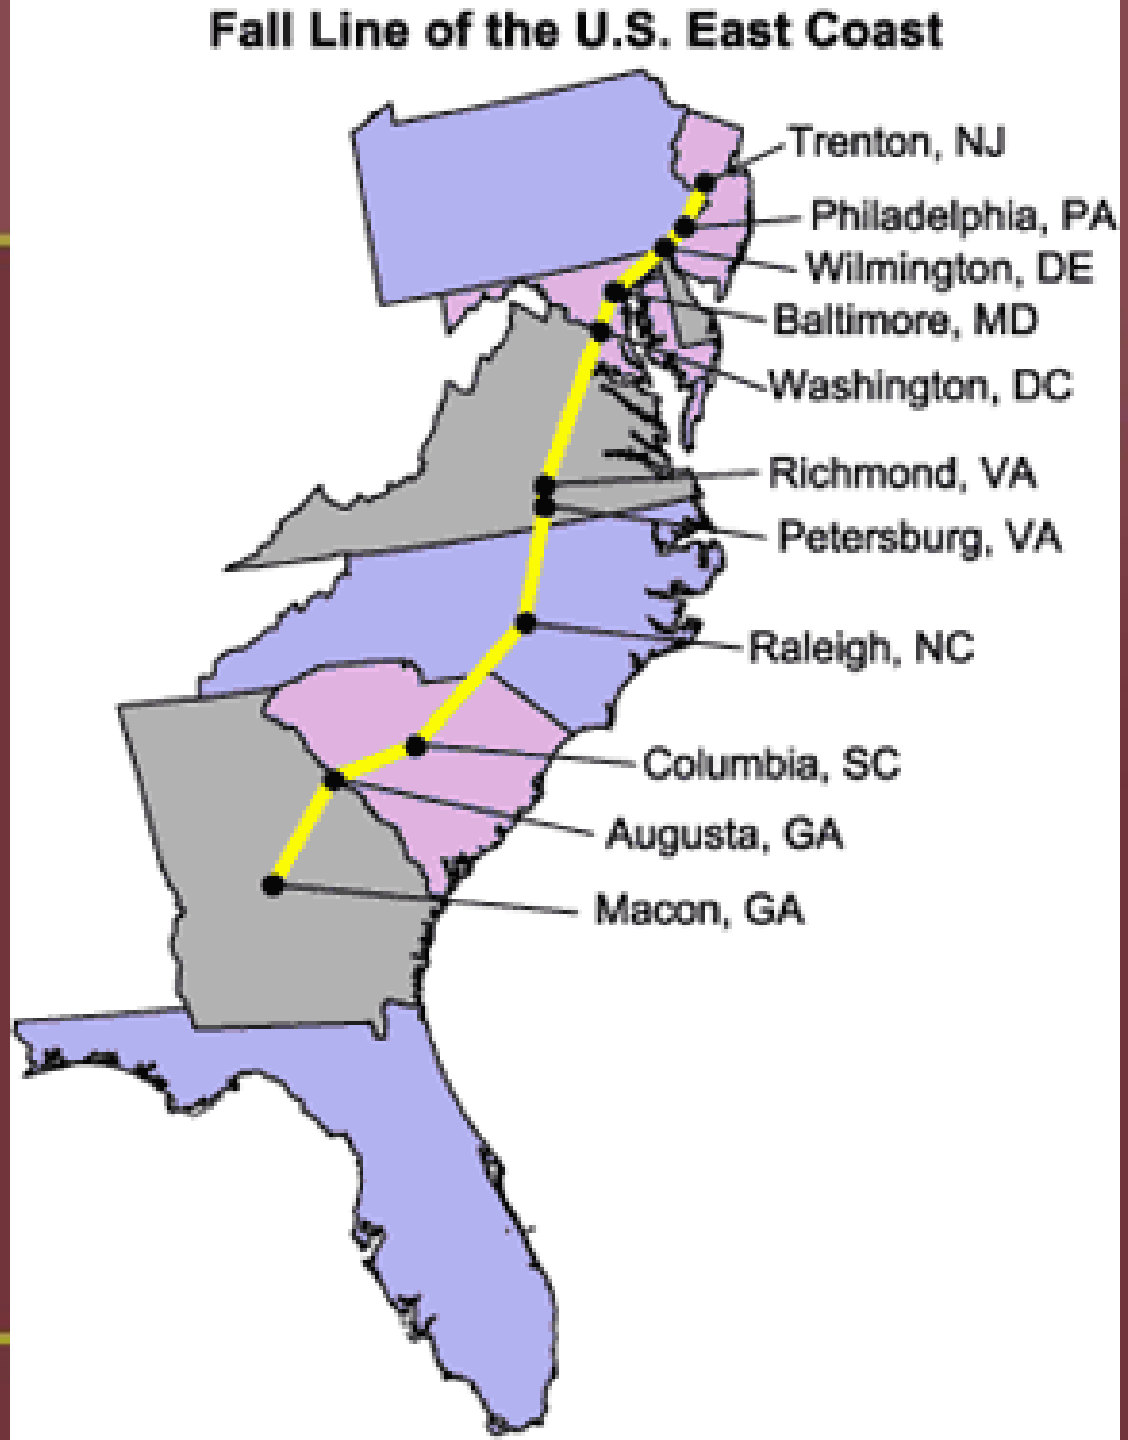 Fall Line of the U.S. East Coast
Trenton, NJ
Philadelphia, PA
Wilmington, DE
Baltimore, MD
Washington, DC
Richmond, VA
Petersburg, VA
Raleigh, NC
Columbia, SC
Augusta, GA
Macon, GA